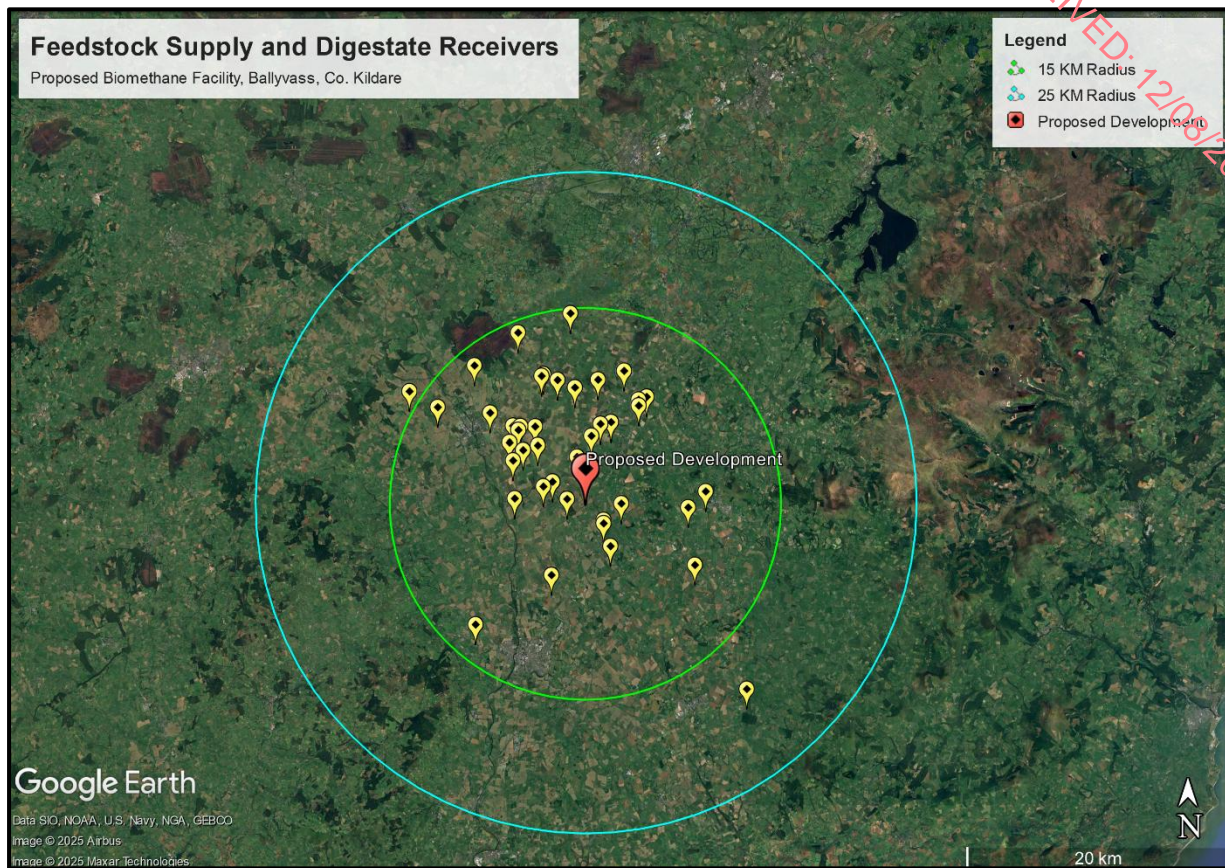 Feedstock Supply and Digestate Receivers
Proposed Biomethane Facility, Ballyvass, Co. Kildare
Legend
15 KM Radius
25 KM Radius
Proposed Development
12/08/
Proposed Development
Google Earth
Data SIO, NOAA, U.S. Navy, NGA, GEBCO
Image © 2025 Airbus
Image © 2025 Maxar Technologies
N
20 km